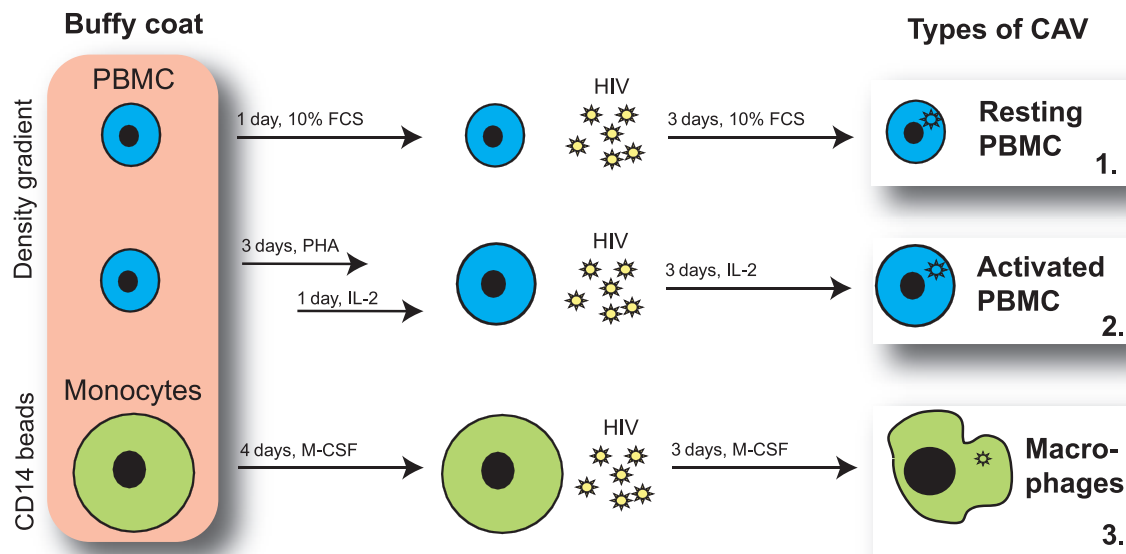 Buffy coat
Types of CAV
Density gradient
PBMC
1 day, 10% FCS
HIV
3 days, 10% FCS
Resting
PBMC
1.
3 days, PHA
1 day, IL-2
HIV
3 days, IL-2
Activated
PBMC
2.
CD14 beads
Monocytes
4 days, M-CSF
HIV
3 days, M-CSF
Macro-
phages
3.